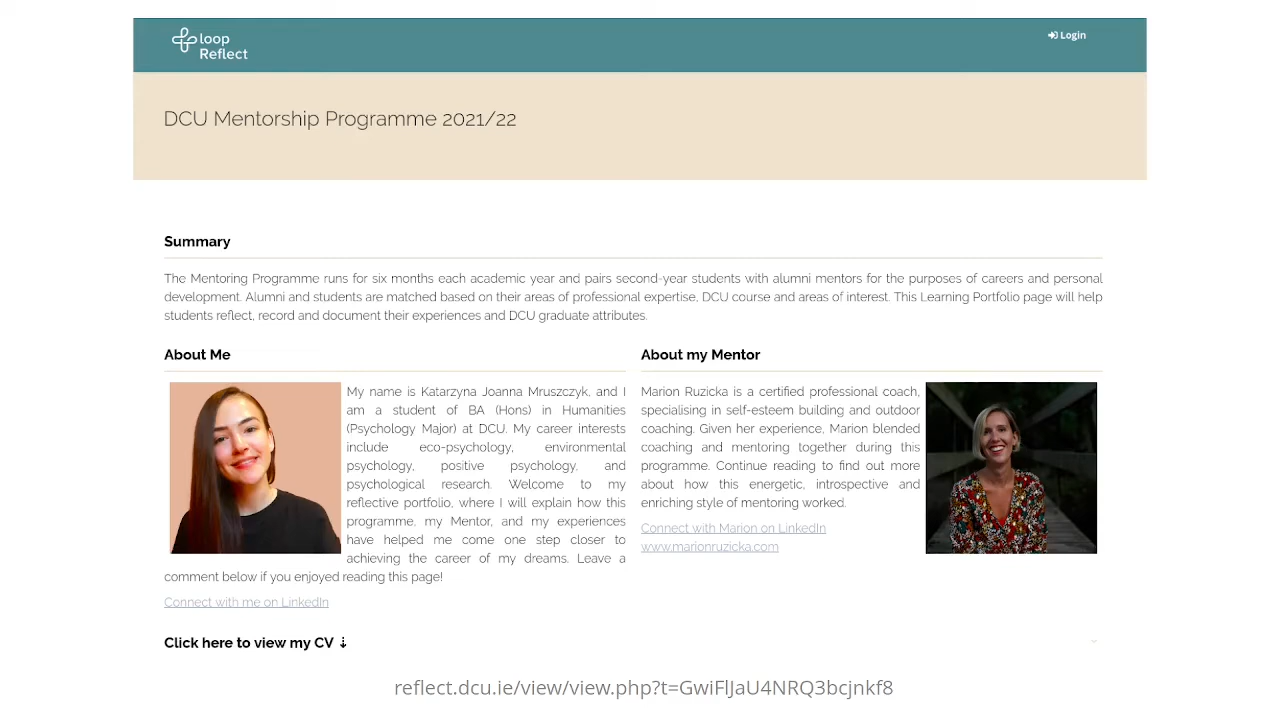 loop
Reflect
Login
DCU Mentorship Programme 2021/22
Summary
The Mentoring Programme runs for six months each academic year and pairs second-year students with alumni mentors for the purposes of careers and personal
development. Alumni and students are matched based on their areas of professional expertise, DCU course and areas of interest. This Learning Portfolio page will help
students reflect, record and document their experiences and DCU graduate attributes.
About Me
My name is Katarzyna Joanna Mruszczyk, and I
am a student of BA (Hons) in Humanities
(Psychology Major) at DCU. My career interests
include eco-psychology, environmental
psychology, positive psychology, and
psychological research. Welcome to my
reflective portfolio, where I will explain how this
programme, my Mentor, and my experiences
have helped me come one step closer to
achieving the career of my dreams. Leave a
comment below if you enjoyed reading this page!
Connect with me on LinkedIn
About my Mentor
Marion Ruzicka is a certified professional coach,
specialising in self-esteem building and outdoor
coaching. Given her experience, Marion blended
coaching and mentoring together during this
programme. Continue reading to find out more
about how this energetic, introspective and
enriching style of mentoring worked.
Connect with Marion on LinkedIn
www.marionruzicka.com
Click here to view my CV ⇣
reflect.dcu.ie/view/view.php?t=GwiFlJaU4NRQ3bcjnkf8